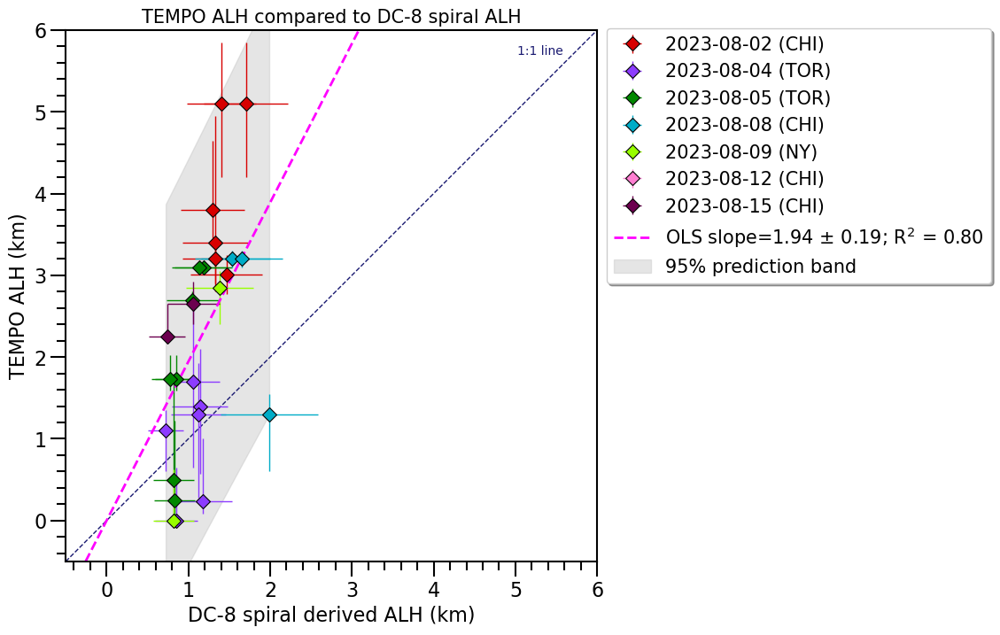 TEMPO ALH compared to DC-8 spiral ALH
6
5
4
3
2
1
0
TEMPO ALH (km)
1:1 line
0 1 2 3 4 5 6
DC-8 spiral derived ALH (km)
2023-08-02 (CHI)
2023-08-04 (TOR)
2023-08-05 (TOR)
2023-08-08 (CHI)
2023-08-09 (NY)
2023-08-12 (CHI)
2023-08-15 (CHI)
OLS slope=1.94 ± 0.19; R² = 0.80
95% prediction band